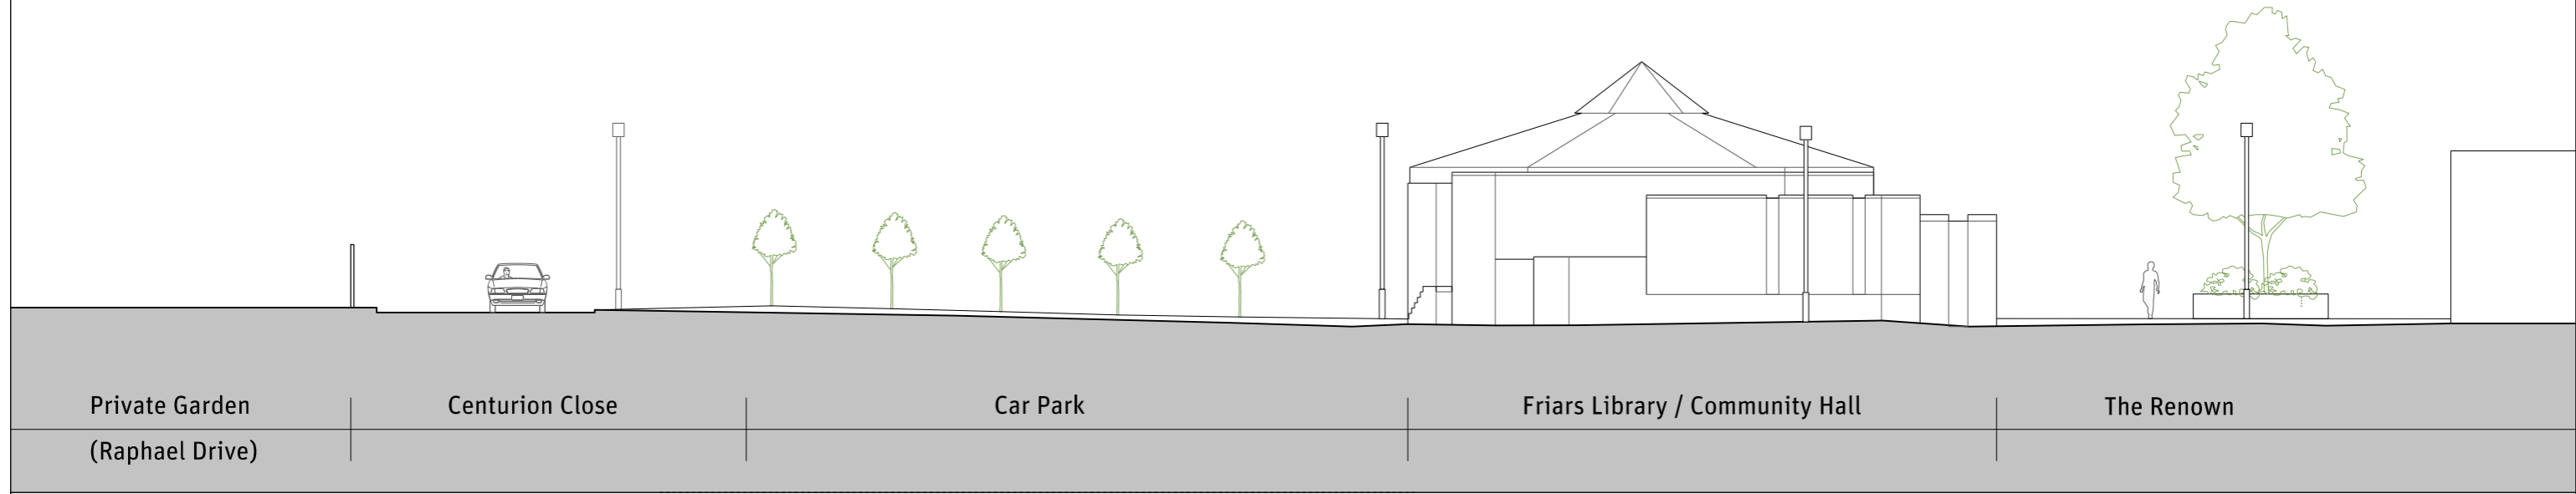 Private Garden
(Raphael Drive)
Centurion Close
Car Park
Friars Library / Community Hall
The Renown